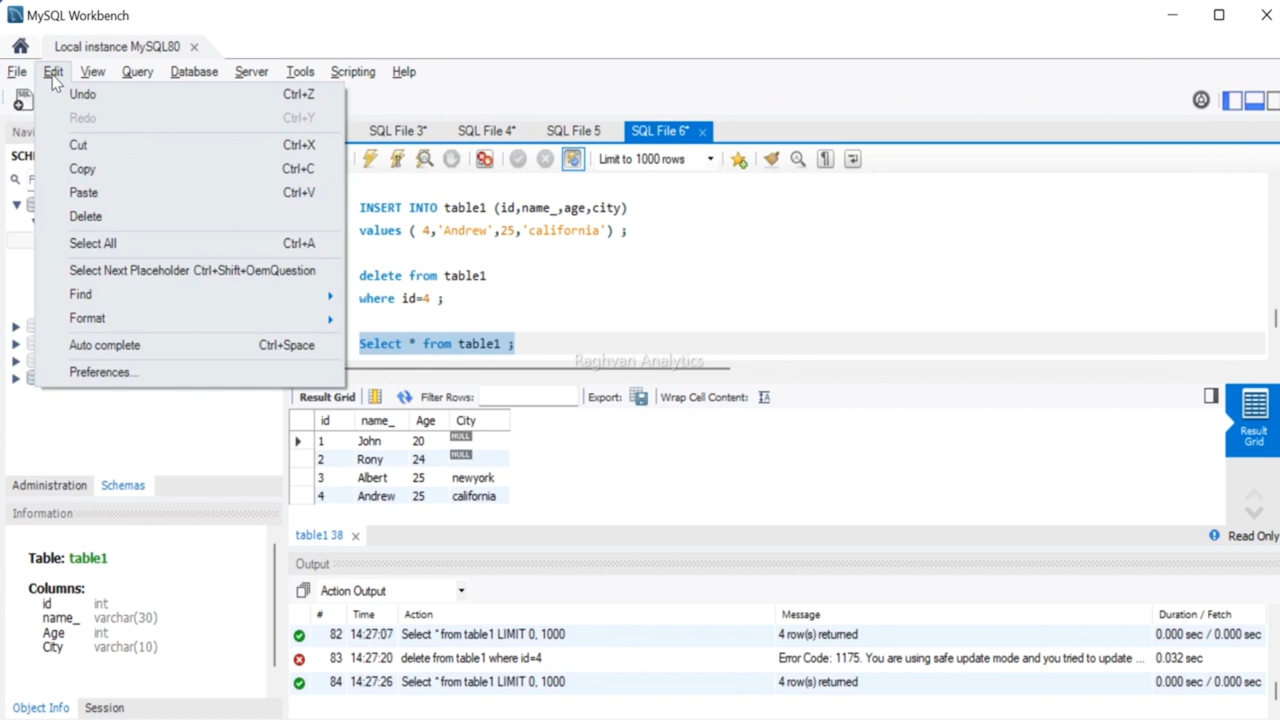 MySQL Workbench
Local instance MySQL80
File Edit View Query Database Server Tools Scripting Help
Undo Ctrl+Z
Redo Ctrl+Y
Cut Ctrl+X
Copy Ctrl+C
Paste Ctrl+V
Delete
Select All Ctrl+A
Select Next Placeholder Ctrl+Shift+OemQuestion
Find
Format
Auto complete Ctrl+Space
Preferences...
SQL
Navi
SCHE
F
SQL File 3* SQL File 4* SQL File 5 SQL File 6*
Limit to 1000 rows
INSERT INTO table1 (id,name_,age,city)
values ( 4,'Andrew',25,'california') ;
delete from table1
where id=4 ;
Select * from table1 ;
Raghvan Analytics
Result Grid Filter Rows: Export: Wrap Cell Content:
id name_ Age City
1 John 20 NULL
2 Rony 24 NULL
3 Albert 25 newyork
4 Andrew 25 california
Result
Grid
table1 38
Read Only
Administration Schemas
Information
Table: table1
Columns:
id int
name_ varchar(30)
Age int
City varchar(10)
Object Info Session
Output
Action Output
# Time Action Message Duration / Fetch
82 14:27:07 Select * from table1 LIMIT 0, 1000 4 row(s) returned 0.000 sec / 0.000 sec
83 14:27:20 delete from table1 where id=4 Error Code: 1175. You are using safe update mode and you tried to update ... 0.032 sec
84 14:27:26 Select * from table1 LIMIT 0, 1000 4 row(s) returned 0.000 sec / 0.000 sec